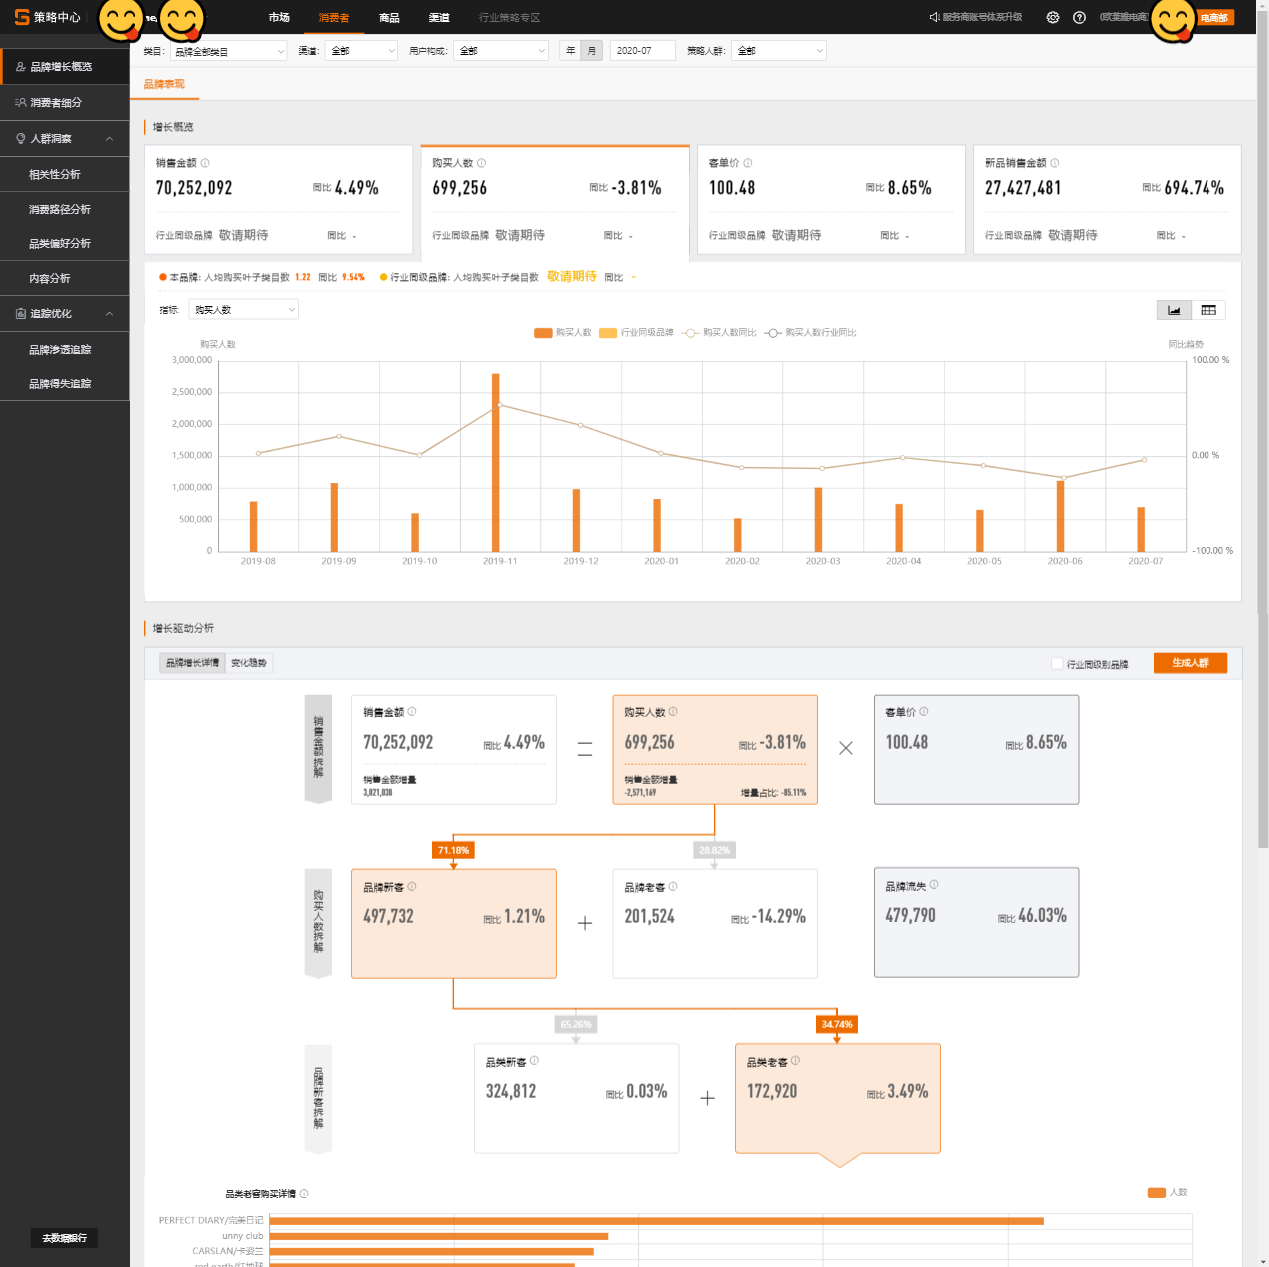 策略中心
市场 消费者 商品 渠道 行业策略专区
服务商账号体系升级
电商部
品牌增长概览
消费者细分
人群洞察
相关性分析
消费路径分析
品类偏好分析
内容分析
追踪优化
品牌渗透追踪
品牌得失追踪
去数据银行
类目: 品牌全部类目 渠道: 全部 用户构成: 全部 年 月 2020-07 策略人群: 全部
品牌表现
增长概览
销售金额
70,252,092 同比 4.49%
行业同级品牌 敬请期待 同比 -
购买人数
699,256 同比 -3.81%
行业同级品牌 敬请期待 同比 -
客单价
100.48 同比 8.65%
行业同级品牌 敬请期待 同比 -
新品销售金额
27,427,481 同比 694.74%
行业同级品牌 敬请期待 同比 -
本品牌: 人均购买叶子类目数 1.22 同比 9.54% 行业同级品牌: 人均购买叶子类目数 敬请期待 同比 -
指标: 购买人数
购买人数 行业同级品牌 购买人数同比 购买人数行业同比
购买人数 同比趋势
3,000,000 100.00 %
2,500,000
2,000,000
1,500,000 0.00 %
1,000,000
500,000
0 -100.00 %
2019-08 2019-09 2019-10 2019-11 2019-12 2020-01 2020-02 2020-03 2020-04 2020-05 2020-06 2020-07
增长驱动分析
品牌增长详情 变化趋势 行业同级别品牌 生成人群
销售金额拆解
销售金额
70,252,092 同比 4.49%
销售金额增量
3,021,038
购买人数
699,256 同比 -3.81%
销售金额增量
-2,571,169 增量占比: -85.11%
客单价
100.48 同比 8.65%
71.18% 28.82%
购买人数拆解
品牌新客
497,732 同比 1.21%
品牌老客
201,524 同比 -14.29%
品牌流失
479,790 同比 46.03%
65.26% 34.74%
品牌新客拆解
品类新客
324,812 同比 0.03%
品类老客
172,920 同比 3.49%
品类老客购买详情 人数
PERFECT DIARY/完美日记
unny club
CARSLAN/卡姿兰
red earth/红地球